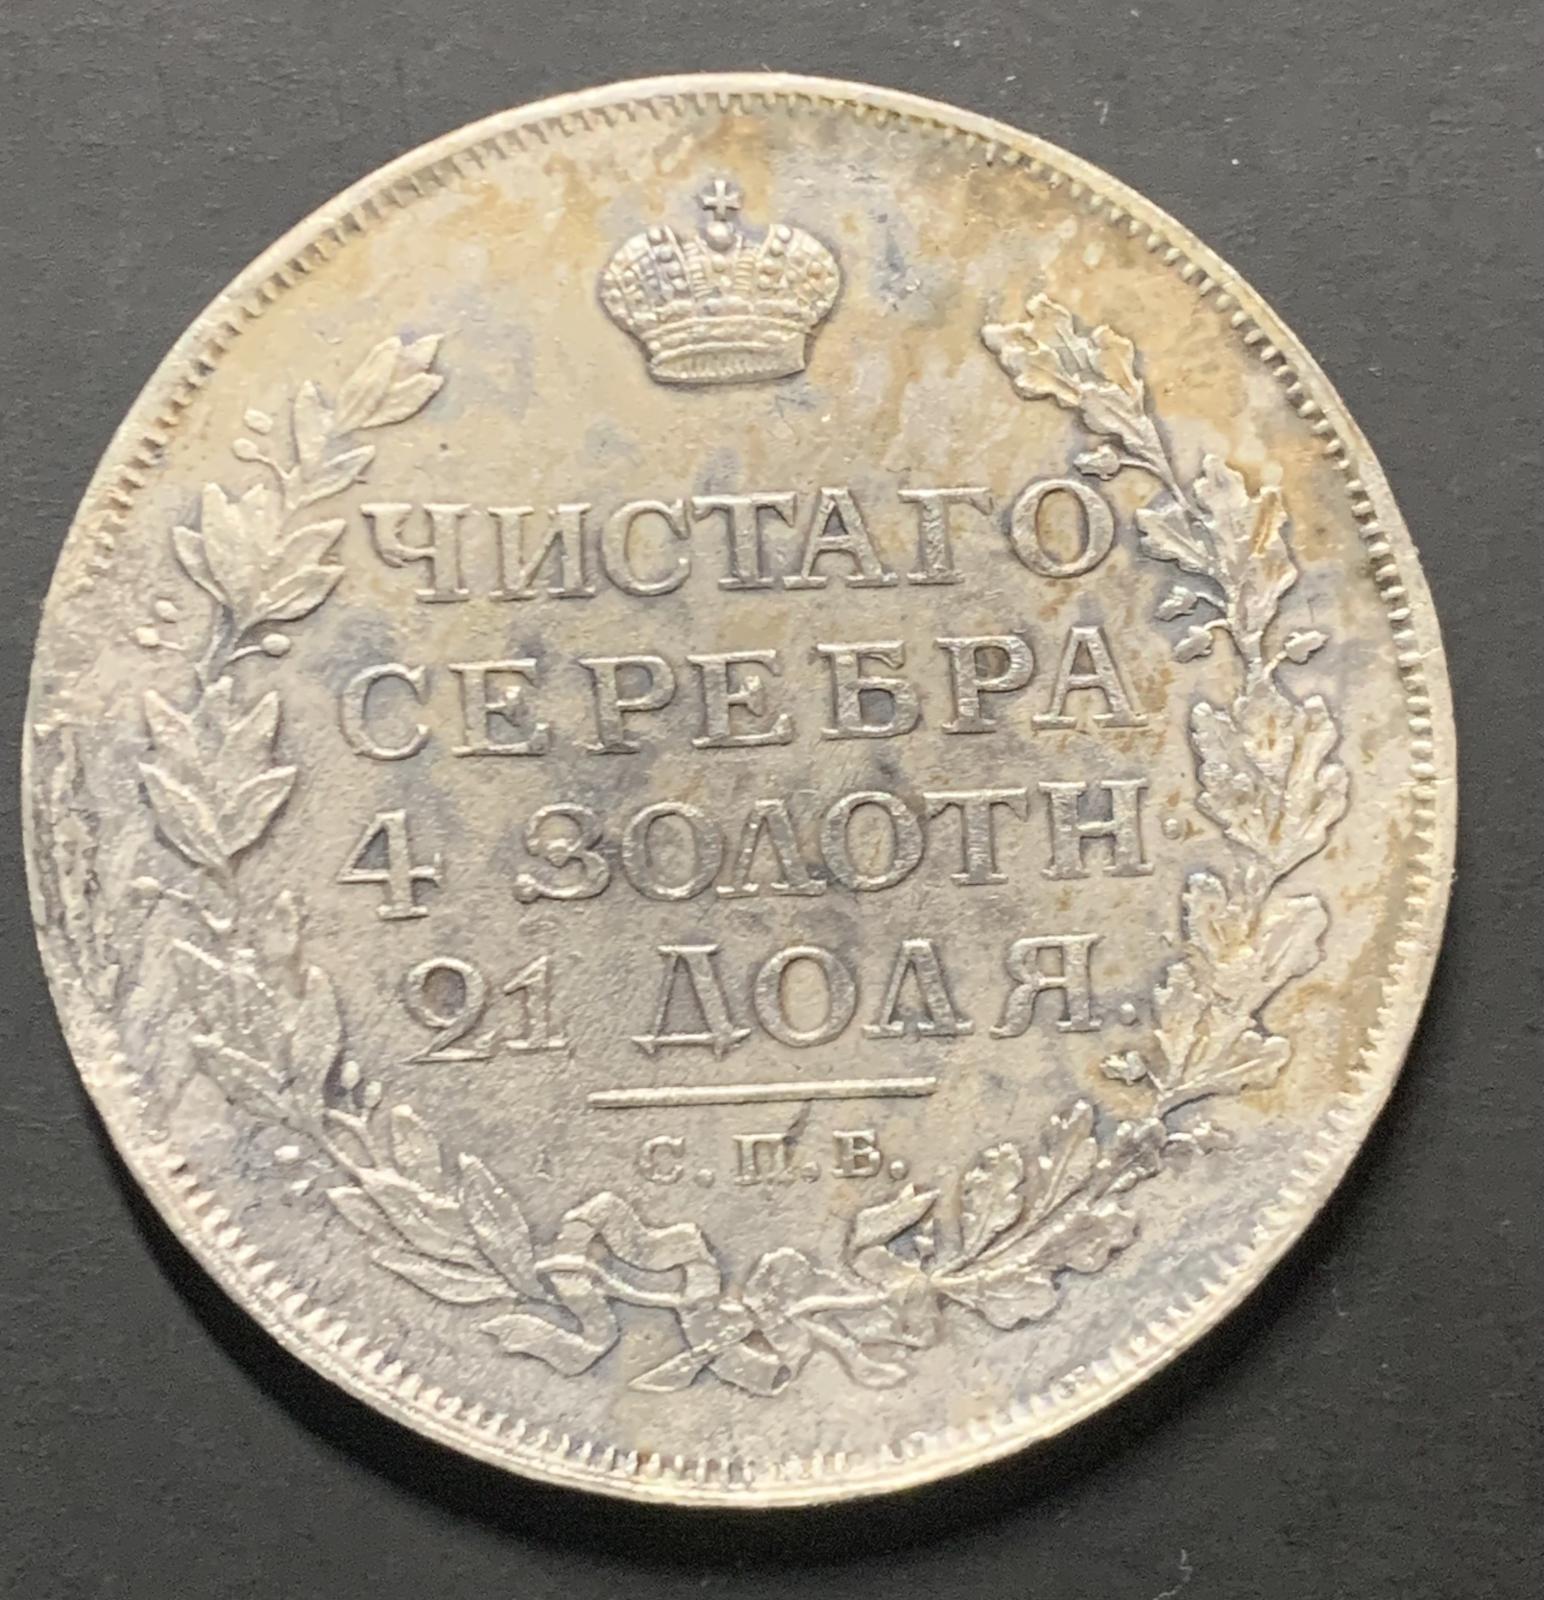 ЧИСТАГО
СЕРЕБРА
4 ЗОЛОТН.
21 ДОЛЯ.
С.П.Б.